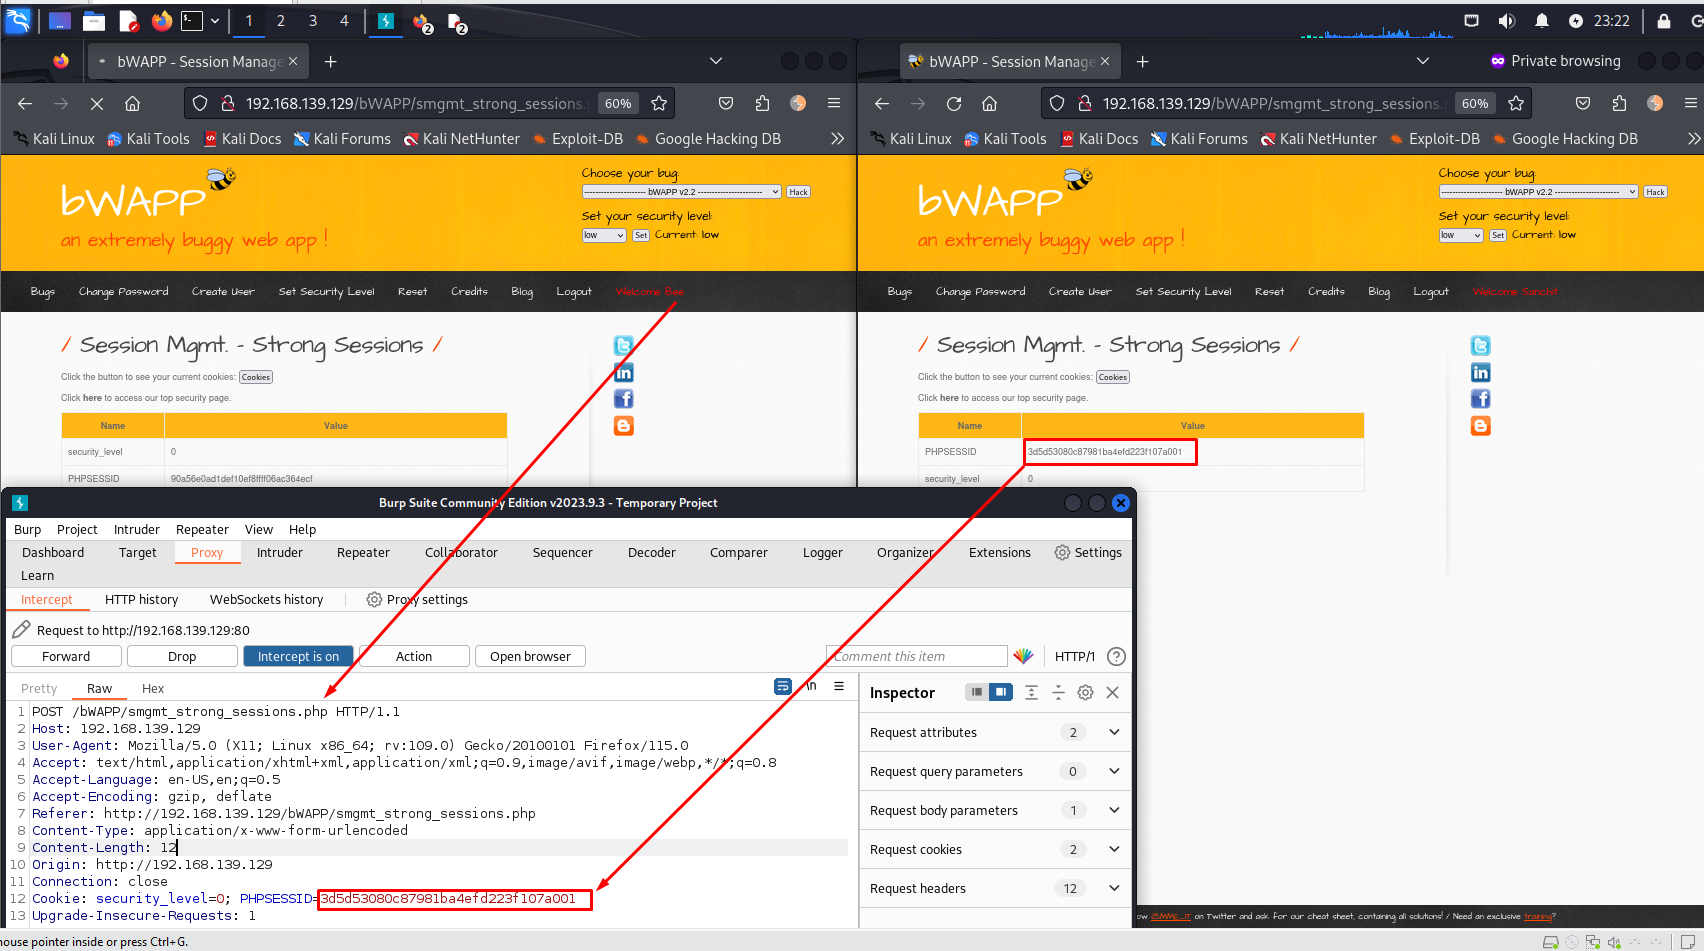 1 2 3 4 2 2 23:22
bWAPP - Session Manage
192.168.139.129/bWAPP/smgmt_strong_sessions. 60%
Kali Linux Kali Tools Kali Docs Kali Forums Kali NetHunter Exploit-DB Google Hacking DB
bWAPP
an extremely buggy web app !
Choose your bug:
---------------------- bWAPP v2.2 ---------------------- Hack
Set your security level:
low Set Current: low
Bugs Change Password Create User Set Security Level Reset Credits Blog Logout Welcome Bee
/ Session Mgmt. - Strong Sessions /
Click the button to see your current cookies: Cookies
Click here to access our top security page.
Name Value
security_level 0
PHPSESSID 90a56e0ad1def10ef8ffff06ac364ecf
bWAPP - Session Manage Private browsing
192.168.139.129/bWAPP/smgmt_strong_sessions. 60%
Kali Linux Kali Tools Kali Docs Kali Forums Kali NetHunter Exploit-DB Google Hacking DB
bWAPP
an extremely buggy web app !
Choose your bug:
---------------------- bWAPP v2.2 ---------------------- Hack
Set your security level:
low Set Current: low
Bugs Change Password Create User Set Security Level Reset Credits Blog Logout Welcome Sanchit
/ Session Mgmt. - Strong Sessions /
Click the button to see your current cookies: Cookies
Click here to access our top security page.
Name Value
PHPSESSID 3d5d53080c87981ba4efd223f107a001
security_level 0
Burp Suite Community Edition v2023.9.3 - Temporary Project
Burp Project Intruder Repeater View Help
Dashboard Target Proxy Intruder Repeater Collaborator Sequencer Decoder Comparer Logger Organizer Extensions Settings
Learn
Intercept HTTP history WebSockets history Proxy settings
Request to http://192.168.139.129:80
Forward Drop Intercept is on Action Open browser Comment this item HTTP/1
Pretty Raw Hex \n
1 POST /bWAPP/smgmt_strong_sessions.php HTTP/1.1
2 Host: 192.168.139.129
3 User-Agent: Mozilla/5.0 (X11; Linux x86_64; rv:109.0) Gecko/20100101 Firefox/115.0
4 Accept: text/html,application/xhtml+xml,application/xml;q=0.9,image/avif,image/webp,*/*;q=0.8
5 Accept-Language: en-US,en;q=0.5
6 Accept-Encoding: gzip, deflate
7 Referer: http://192.168.139.129/bWAPP/smgmt_strong_sessions.php
8 Content-Type: application/x-www-form-urlencoded
9 Content-Length: 12
10 Origin: http://192.168.139.129
11 Connection: close
12 Cookie: security_level=0; PHPSESSID=3d5d53080c87981ba4efd223f107a001
13 Upgrade-Insecure-Requests: 1
Inspector
Request attributes 2
Request query parameters 0
Request body parameters 1
Request cookies 2
Request headers 12
ow @MME_IT on Twitter and ask for our cheat sheet, containing all solutions! / Need an exclusive training?
nouse pointer inside or press Ctrl+G.